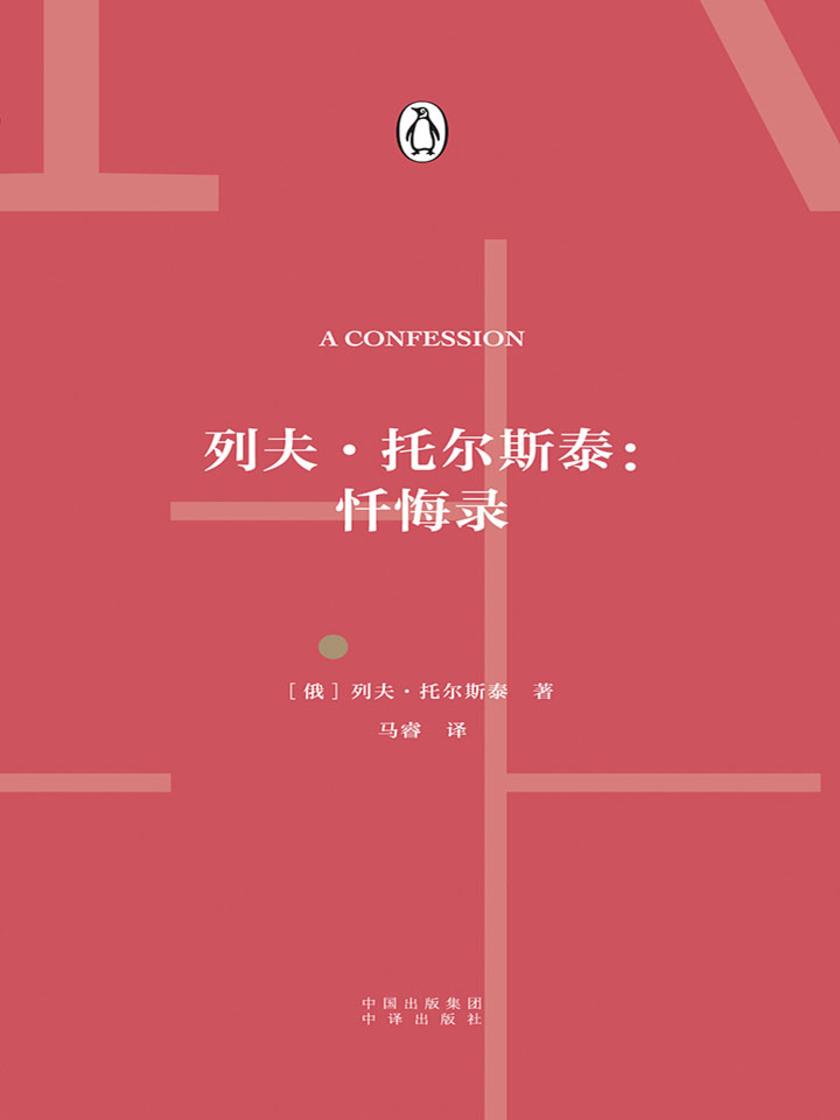 A CONFESSION
列夫·托尔斯泰：
忏悔录
［俄］列夫·托尔斯泰 著
马睿 译
中国出版集团
中译出版社